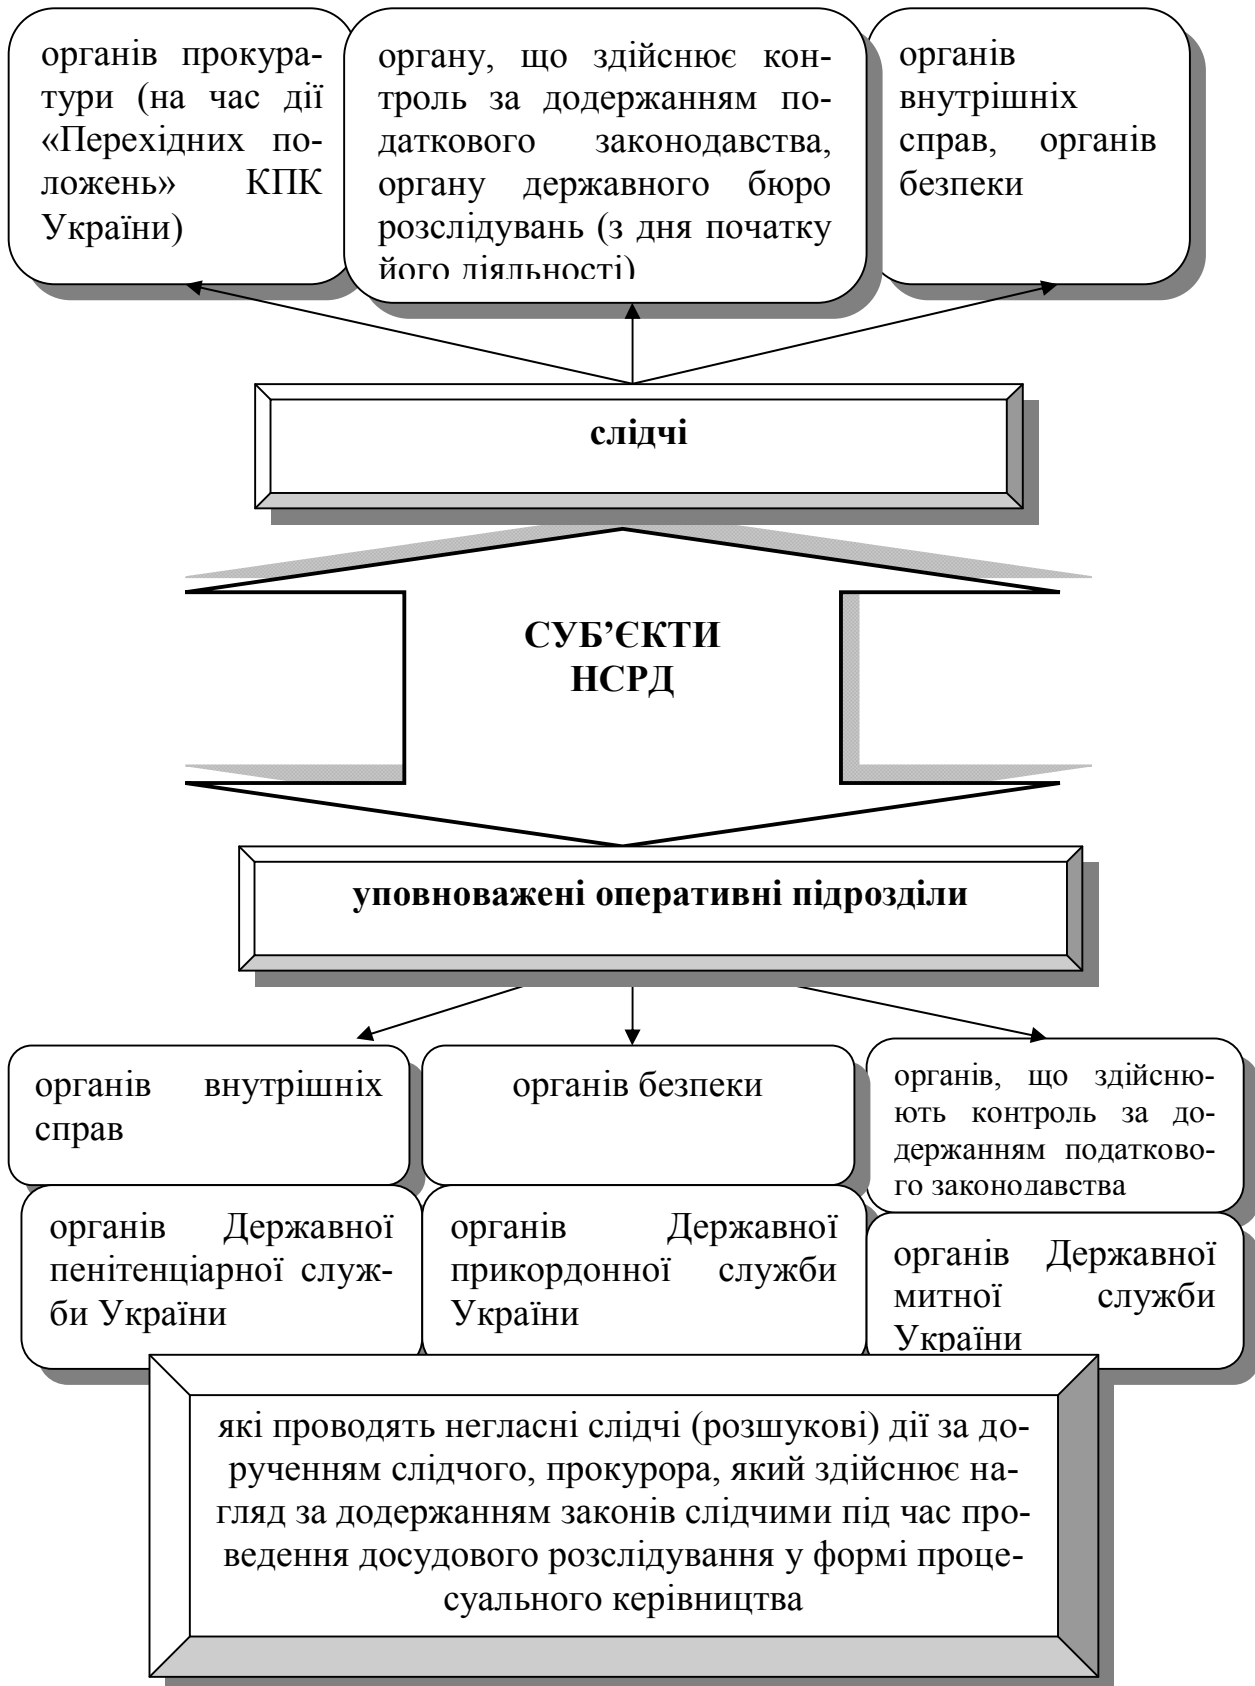 органів прокура-
тури (на час дії
«Перехідних по-
ложень» КПК
України)
органу, що здійснює кон-
троль за додержанням по-
даткового законодавства,
органу державного бюро
розслідувань (з дня початку
його діяльності)
органів
внутрішніх
справ, органів
безпеки
слідчі
СУБ’ЄКТИ
НСРД
уповноважені оперативні підрозділи
органів внутрішніх
справ
органів безпеки
органів, що здійсню-
ють контроль за до-
держанням податково-
го законодавства
органів Державної
пенітенціарної служ-
би України
органів Державної
прикордонної служби
України
органів Державної
митної служби
України
які проводять негласні слідчі (розшукові) дії за до-
рученням слідчого, прокурора, який здійснює на-
гляд за додержанням законів слідчими під час про-
ведення досудового розслідування у формі проце-
суального керівництва